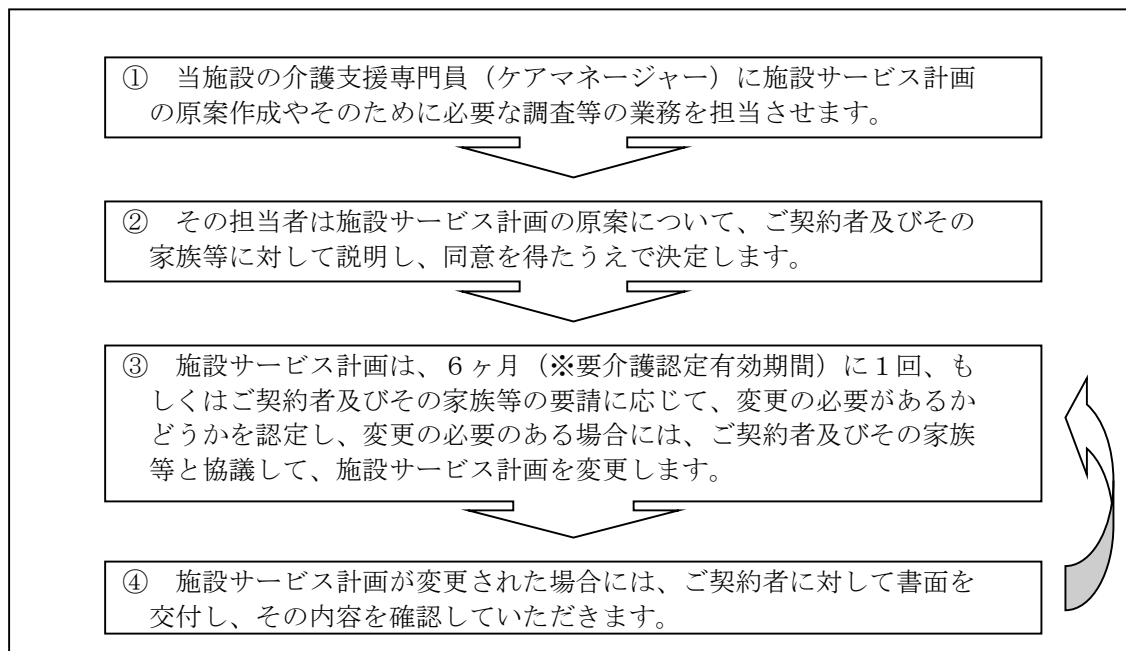 ① 当施設の介護支援専門員（ケアマネージャー）に施設サービス計画
の原案作成やそのために必要な調査等の業務を担当させます。
② その担当者は施設サービス計画の原案について、ご契約者及びその
家族等に対して説明し、同意を得たうえで決定します。
③ 施設サービス計画は、６ヶ月（※要介護認定有効期間）に１回、も
しくはご契約者及びその家族等の要請に応じて、変更の必要があるか
どうかを認定し、変更の必要のある場合には、ご契約者及びその家族
等と協議して、施設サービス計画を変更します。
④ 施設サービス計画が変更された場合には、ご契約者に対して書面を
交付し、その内容を確認していただきます。